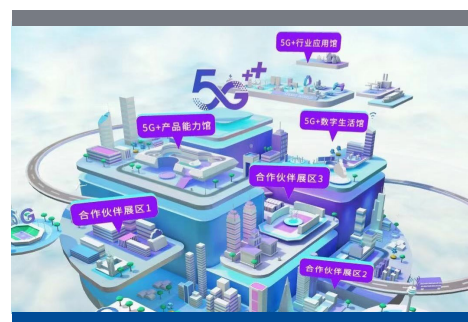 5G+行业应用馆
5G++
5G+产品能力馆
5G+数字生活馆
合作伙伴展区3
合作伙伴展区1
5G
合作伙伴展区2